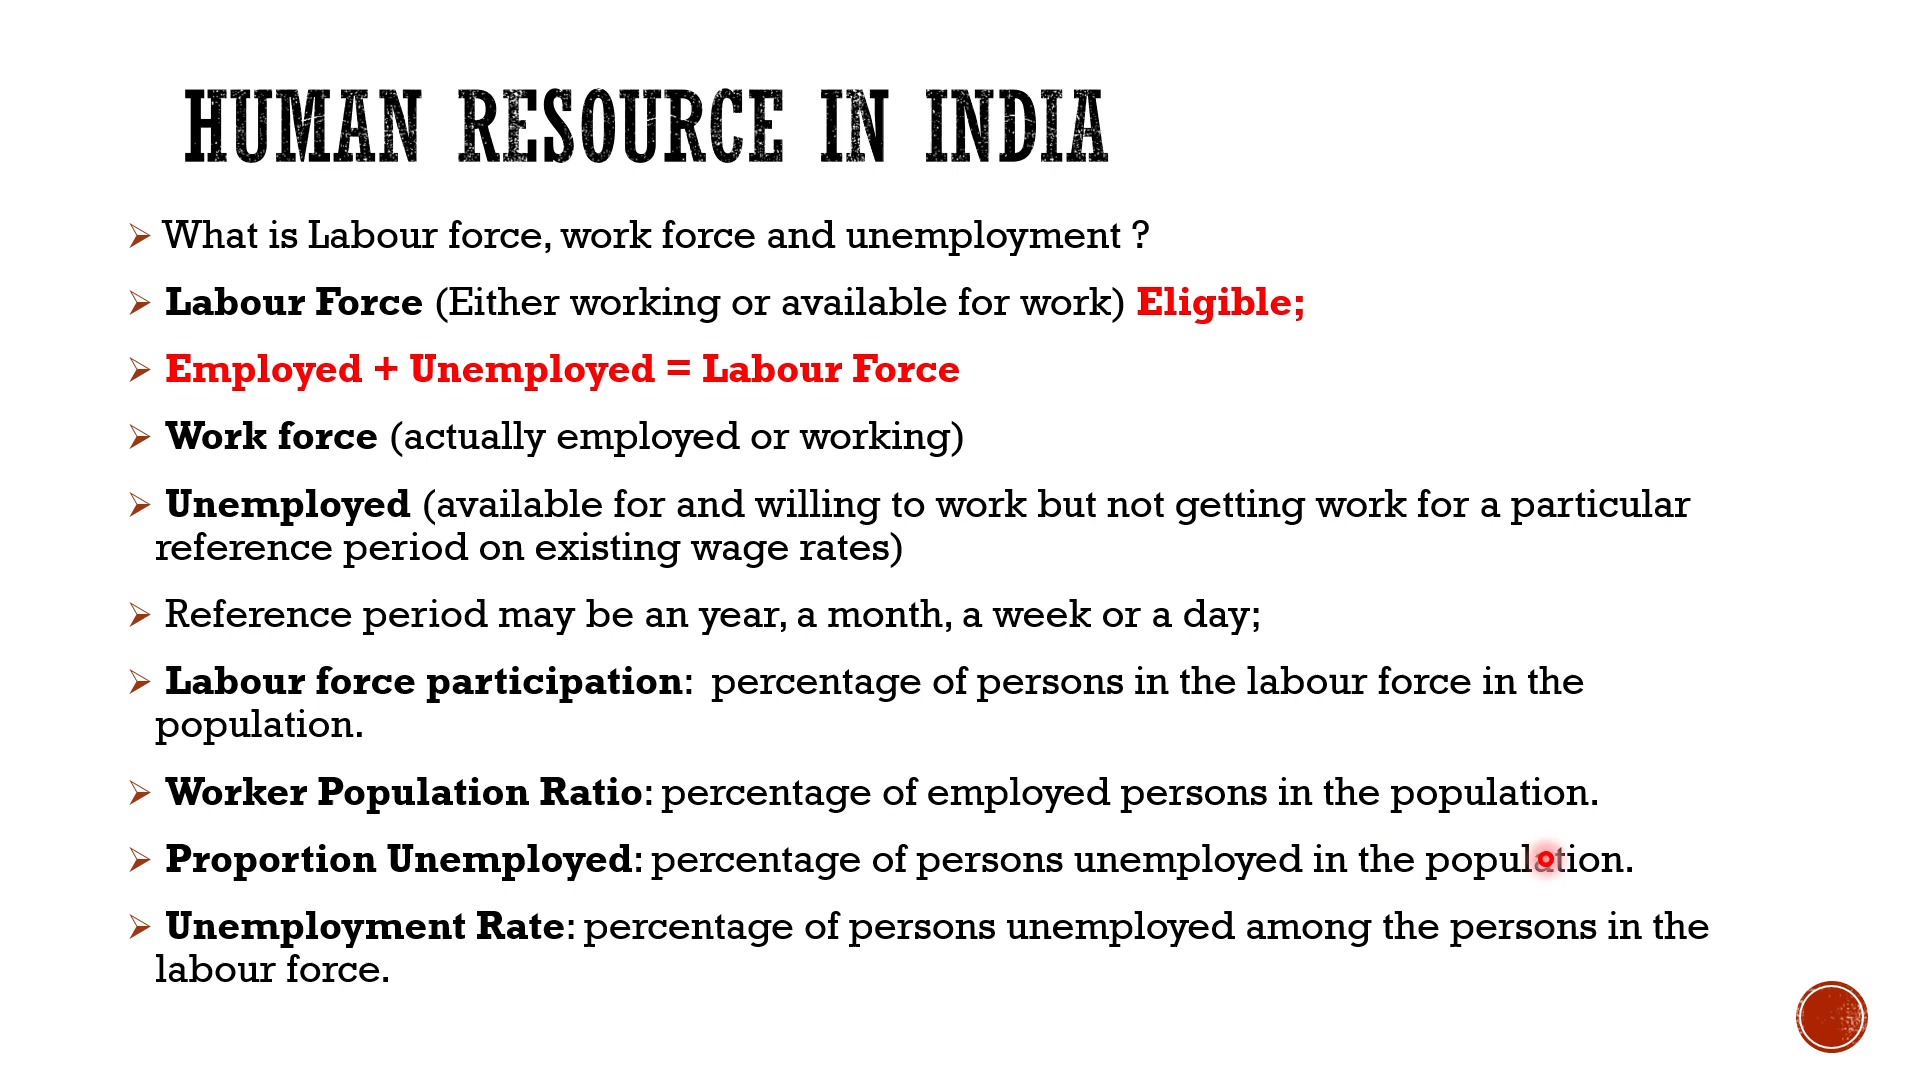 HUMAN RESOURCE IN INDIA
What is Labour force, work force and unemployment ?
Labour Force (Either working or available for work) Eligible;
Employed + Unemployed = Labour Force
Work force (actually employed or working)
Unemployed (available for and willing to work but not getting work for a particular
reference period on existing wage rates)
Reference period may be an year, a month, a week or a day;
Labour force participation: percentage of persons in the labour force in the
population.
Worker Population Ratio: percentage of employed persons in the population.
Proportion Unemployed: percentage of persons unemployed in the population.
Unemployment Rate: percentage of persons unemployed among the persons in the
labour force.